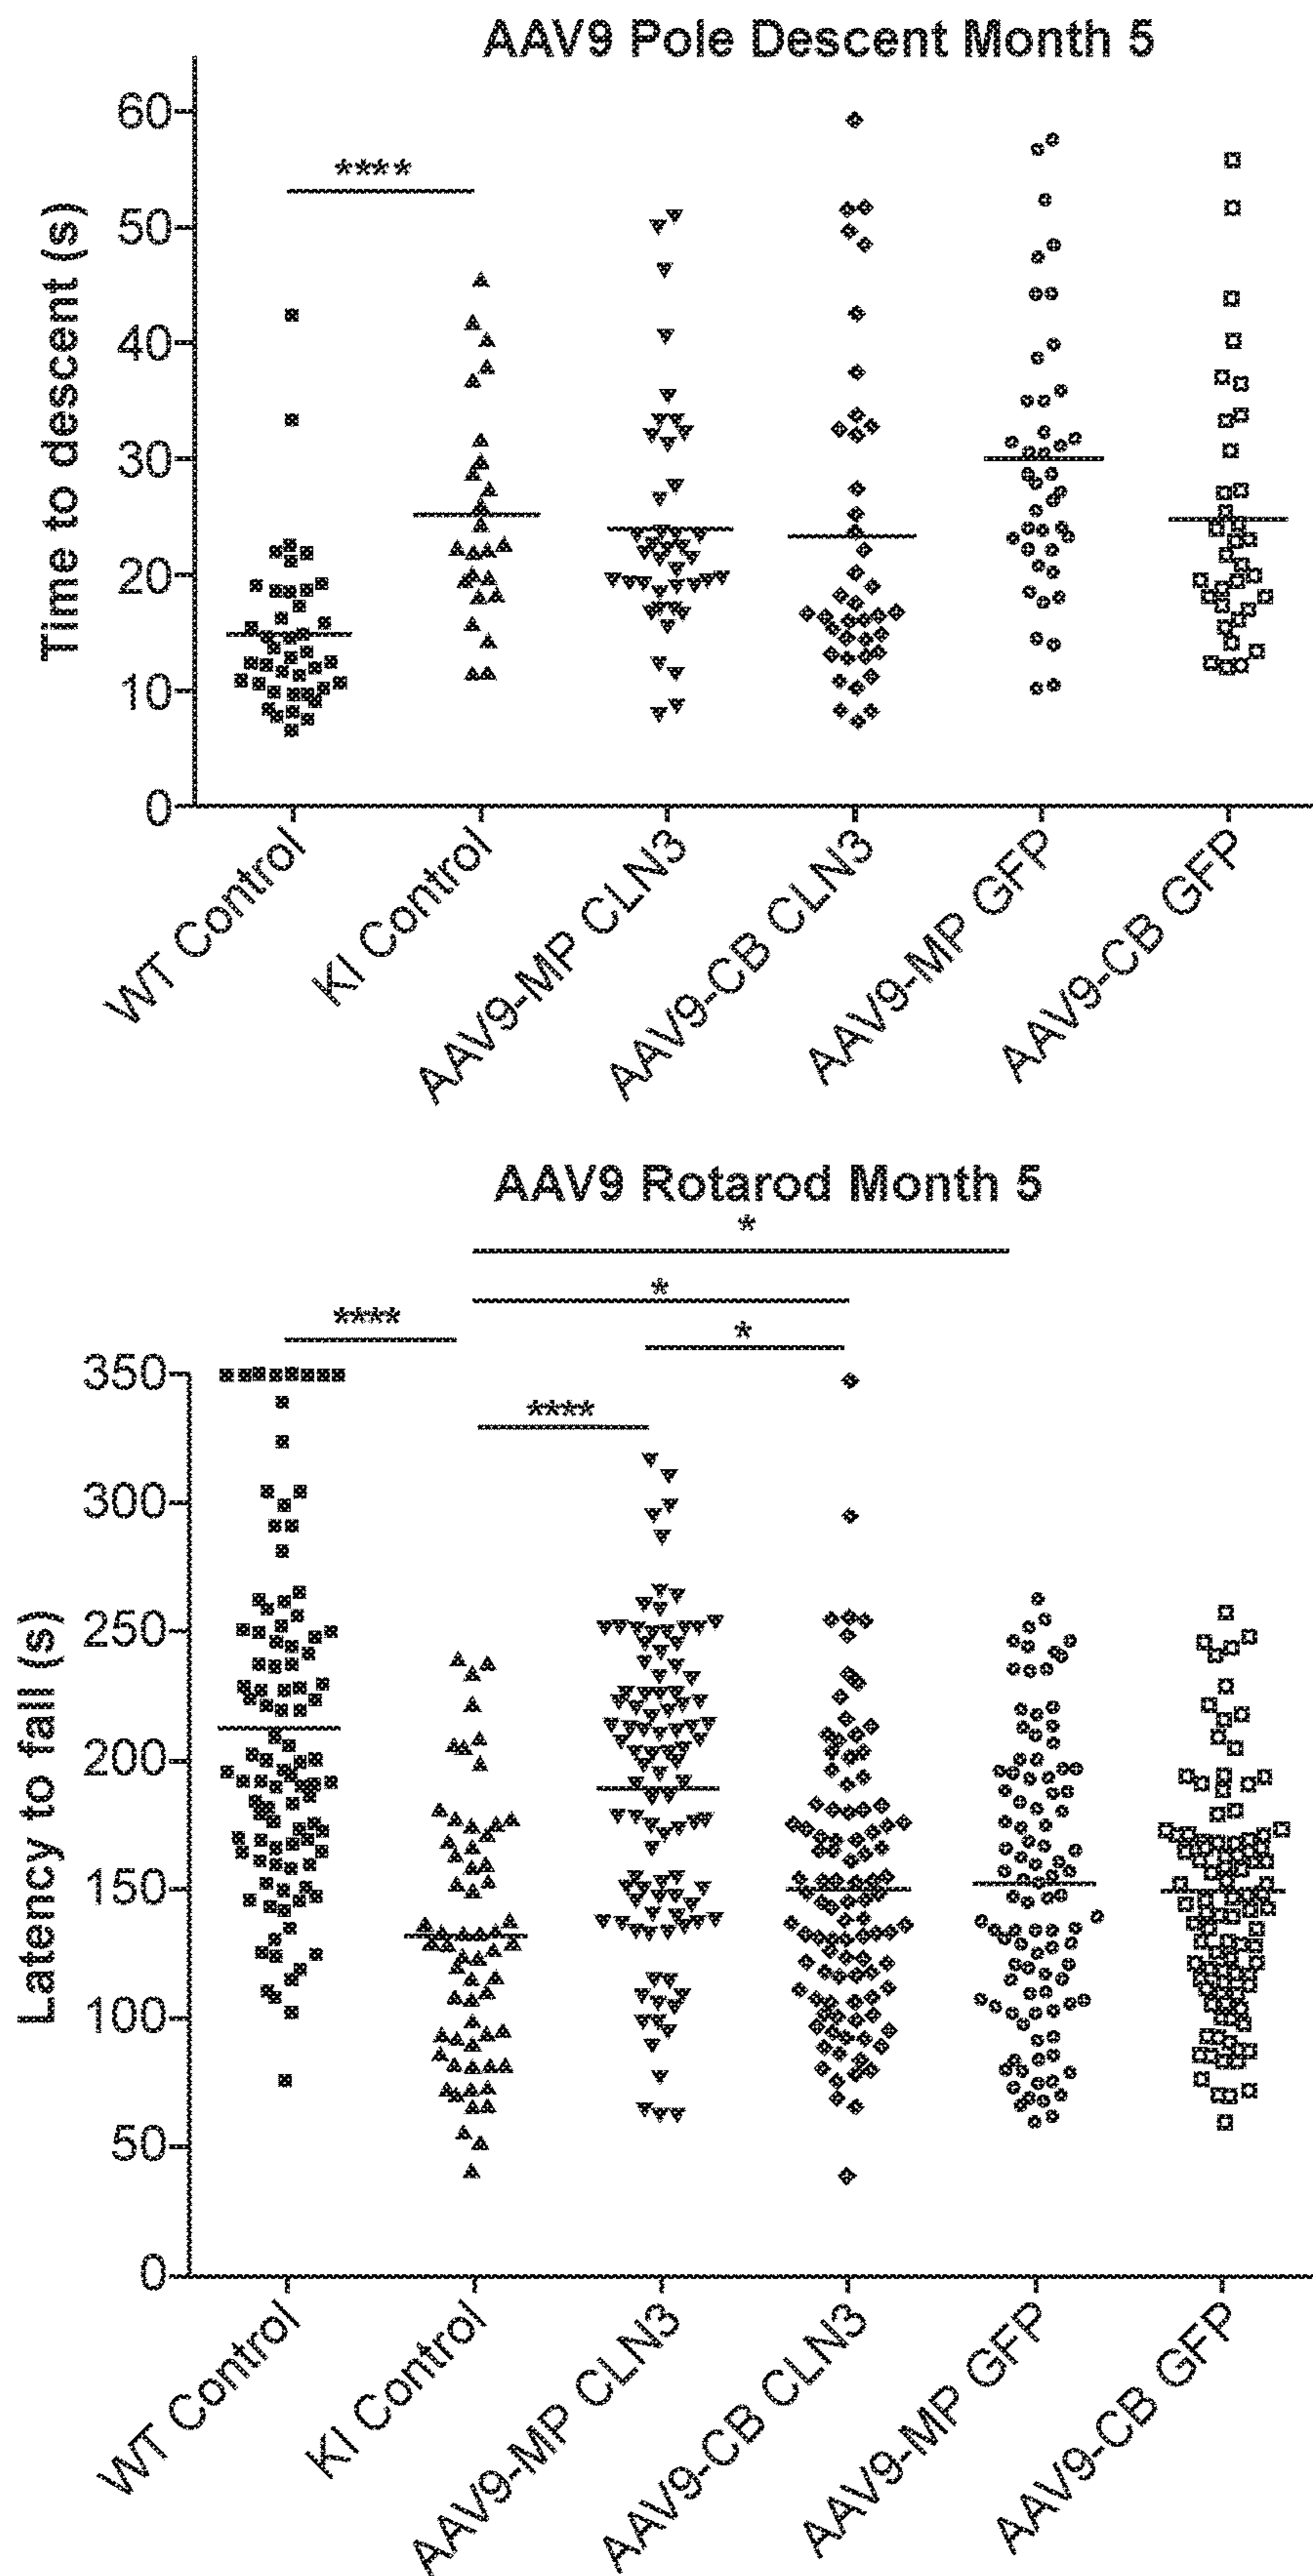 AAV9 Pole Descent Month 5
Time to descent (s)
60
50
40
30
20
10
0
****
WT Control
KI Control
AAV9-MP CLN3
AAV9-CB CLN3
AAV9-MP GFP
AAV9-CB GFP
AAV9 Rotarod Month 5
*
*
****
*
****
Latency to fall (s)
350
300
250
200
150
100
50
0
WT Control
KI Control
AAV9-MP CLN3
AAV9-CB CLN3
AAV9-MP GFP
AAV9-CB GFP